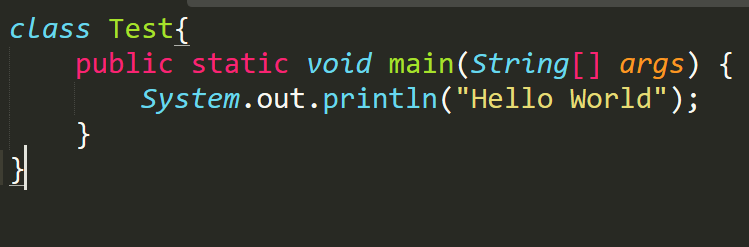 class Test{
    public static void main(String[] args) {
        System.out.println("Hello World");
    }
}